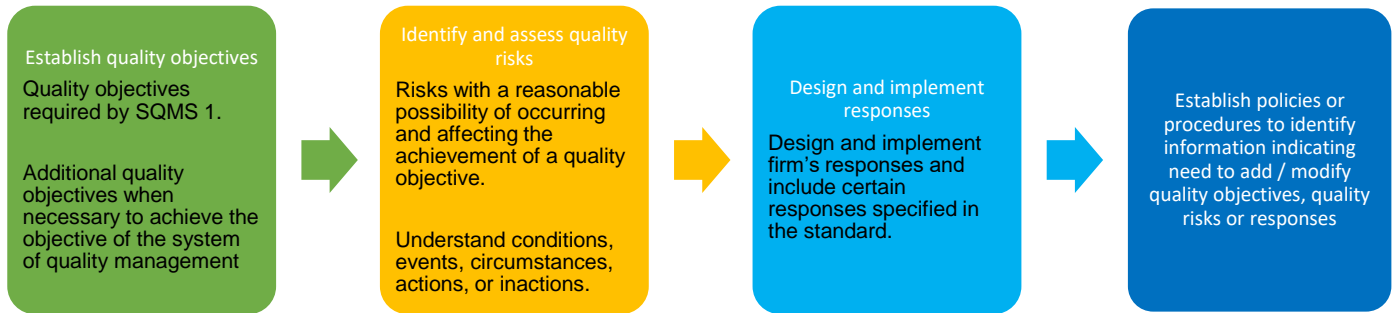 Establish quality objectives
Quality objectives
required by SQMS 1.
Additional quality
objectives when
necessary to achieve the
objective of the system
of quality management
Identify and assess quality
risks
Risks with a reasonable
possibility of occurring
and affecting the
achievement of a quality
objective.
Understand conditions,
events, circumstances,
actions, or inactions.
Design and implement
responses
Design and implement
firm's responses and
include certain
responses specified in
the standard.
Establish policies or
procedures to identify
information indicating
need to add / modify
quality objectives, quality
risks or responses